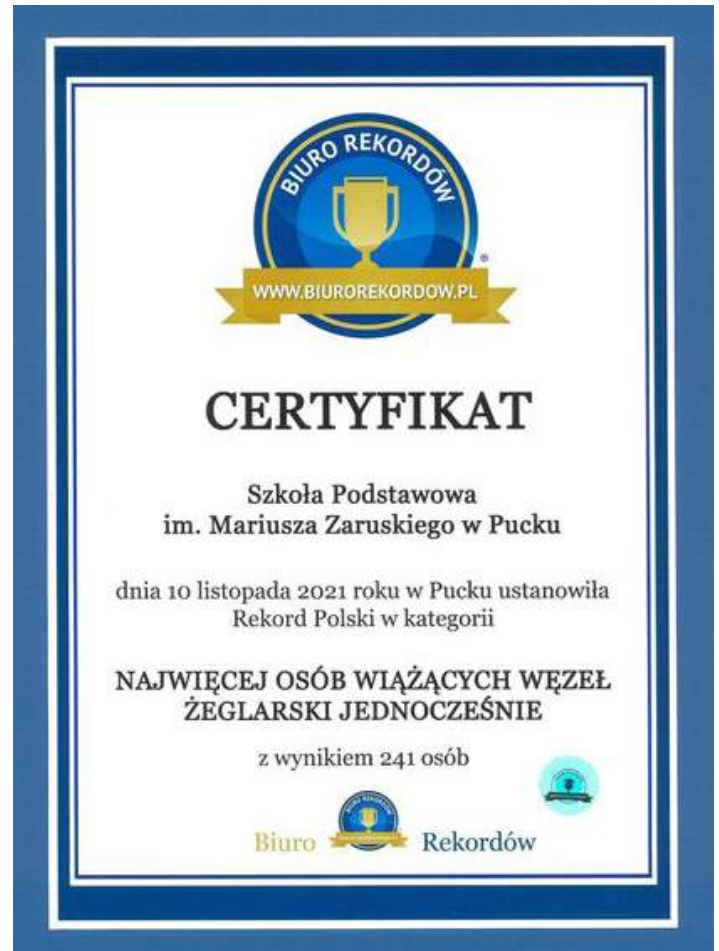 BIURO REKORDÓW
®
WWW.BIUROREKORDOW.PL
CERTYFIKAT
Szkoła Podstawowa
im. Mariusza Zaruskiego w Pucku
dnia 10 listopada 2021 roku w Pucku ustanowiła
Rekord Polski w kategorii
NAJWIĘCEJ OSÓB WIĄŻĄCYCH WĘZEŁ
ŻEGLARSKI JEDNOCZEŚNIE
z wynikiem 241 osób
Biuro Rekordów